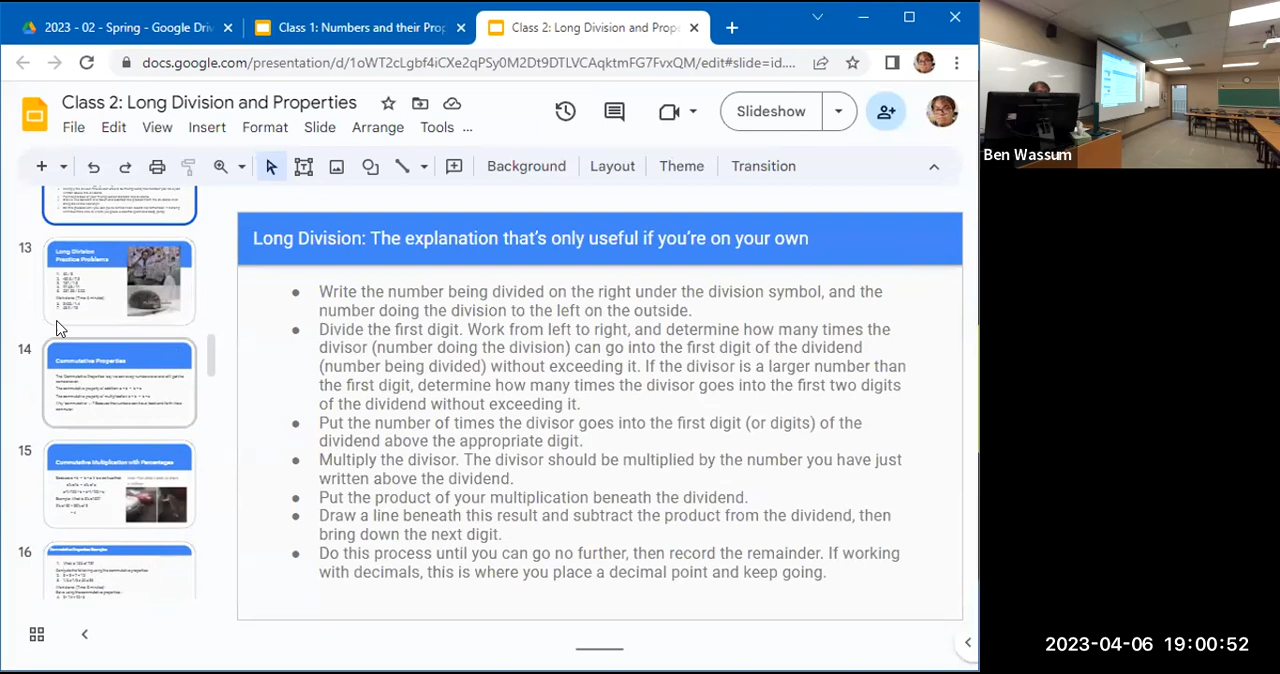 2023 - 02 - Spring - Google Driv
Class 1: Numbers and their Prop
Class 2: Long Division and Prope
docs.google.com/presentation/d/1oWT2cLgbf4iCXe2qPSy0M2Dt9DTLVCAqktmFG7FvxQM/edit#slide=id....
Class 2: Long Division and Properties
File Edit View Insert Format Slide Arrange Tools ...
Slideshow
Background Layout Theme Transition
13
Long Division
Practice Problems
14
Commutative Properties
15
Commutative Multiplication with Percentages
16
Long Division: The explanation that's only useful if you're on your own
● Write the number being divided on the right under the division symbol, and the
number doing the division to the left on the outside.
● Divide the first digit. Work from left to right, and determine how many times the
divisor (number doing the division) can go into the first digit of the dividend
(number being divided) without exceeding it. If the divisor is a larger number than
the first digit, determine how many times the divisor goes into the first two digits
of the dividend without exceeding it.
● Put the number of times the divisor goes into the first digit (or digits) of the
dividend above the appropriate digit.
● Multiply the divisor. The divisor should be multiplied by the number you have just
written above the dividend.
● Put the product of your multiplication beneath the dividend.
● Draw a line beneath this result and subtract the product from the dividend, then
bring down the next digit.
● Do this process until you can go no further, then record the remainder. If working
with decimals, this is where you place a decimal point and keep going.
Ben Wassum
2023-04-06 19:00:52